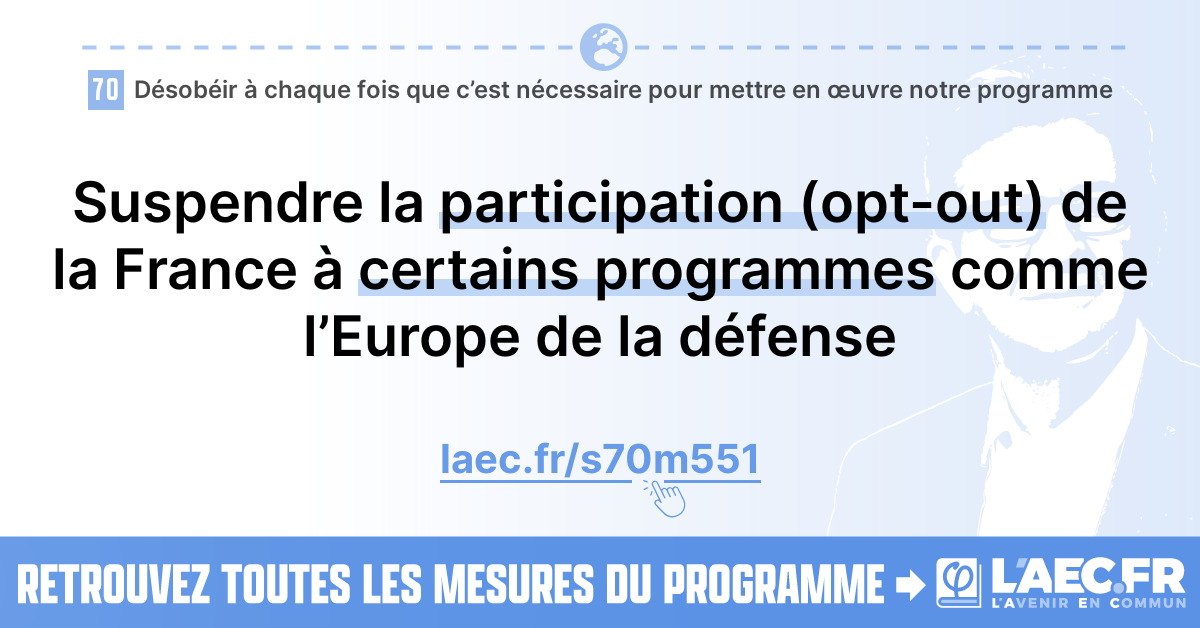 70 Désobéir à chaque fois que c’est nécessaire pour mettre en œuvre notre programme
Suspendre la participation (opt-out) de
la France à certains programmes comme
l’Europe de la défense
laec.fr/s70m551
RETROUVEZ TOUTES LES MESURES DU PROGRAMME
L'AEC.FR
L'AVENIR EN COMMUN